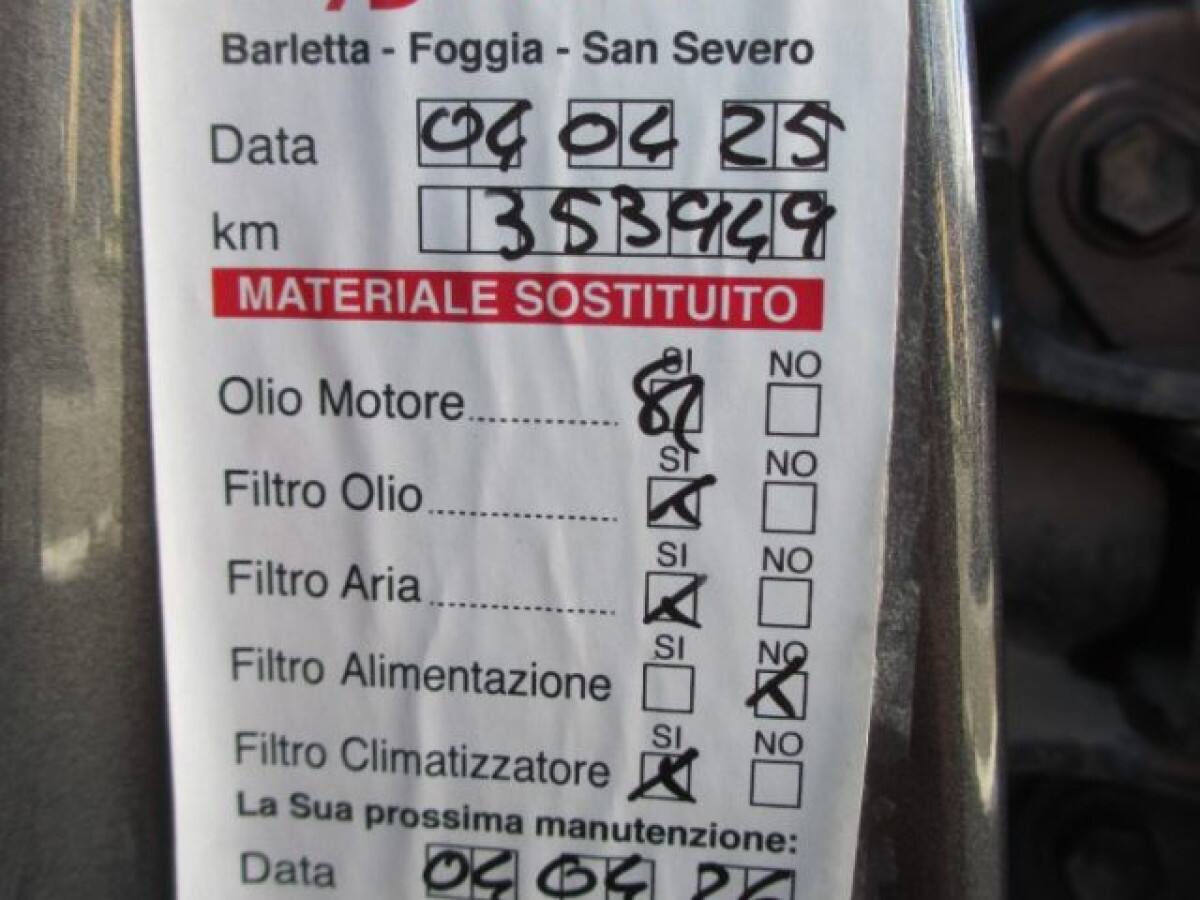 Barletta - Foggia - San Severo
Data 04 04 25
km 353949
MATERIALE SOSTITUITO
SI NO
Olio Motore
SI NO
Filtro Olio
SI NO
Filtro Aria
SI NO
Filtro Alimentazione
SI NO
Filtro Climatizzatore
La Sua prossima manutenzione:
Data 04 04 26